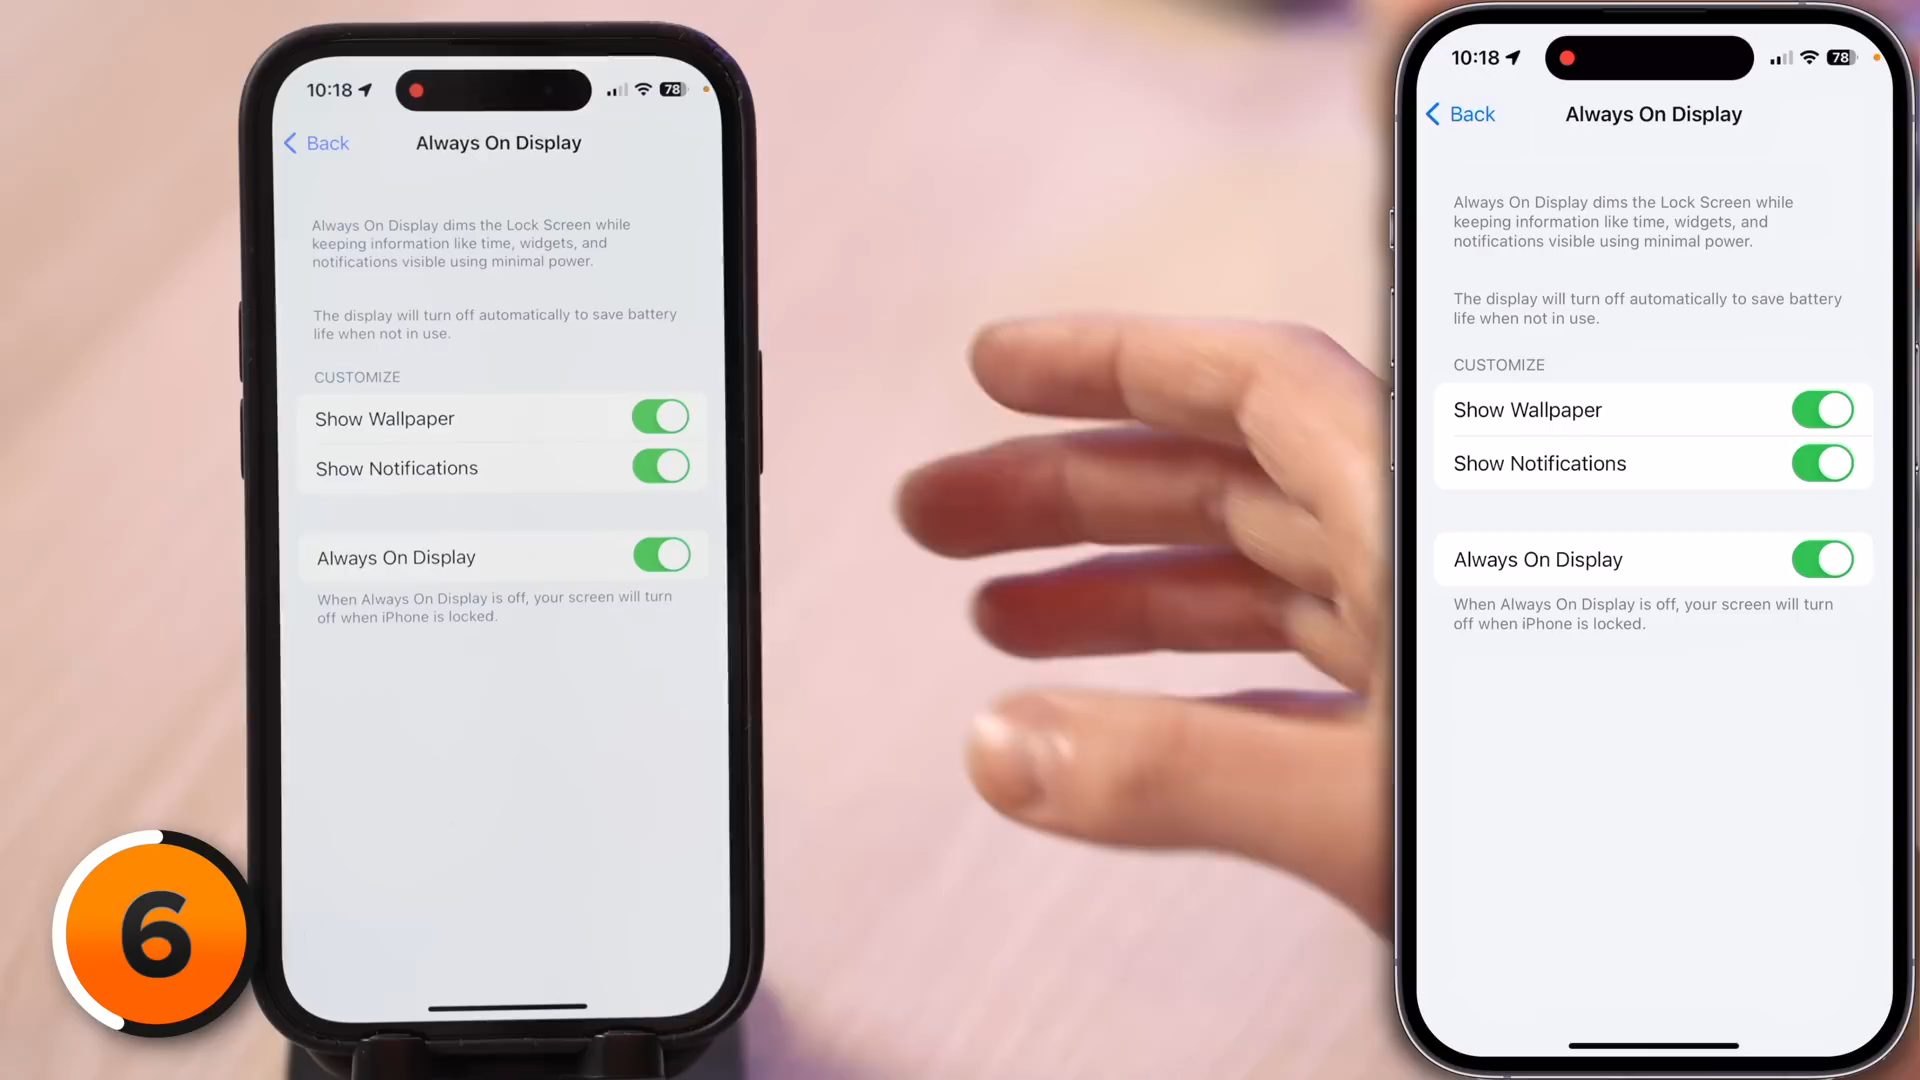 10:18
78
Back
Always On Display
Always On Display dims the Lock Screen while
keeping information like time, widgets, and
notifications visible using minimal power.
The display will turn off automatically to save battery
life when not in use.
CUSTOMIZE
Show Wallpaper
Show Notifications
Always On Display
When Always On Display is off, your screen will turn
off when iPhone is locked.
6
10:18
78
Back
Always On Display
Always On Display dims the Lock Screen while
keeping information like time, widgets, and
notifications visible using minimal power.
The display will turn off automatically to save battery
life when not in use.
CUSTOMIZE
Show Wallpaper
Show Notifications
Always On Display
When Always On Display is off, your screen will turn
off when iPhone is locked.